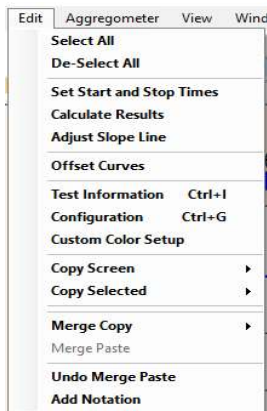 Edit Aggregometer View Wind
Select All
De-Select All
Set Start and Stop Times
Calculate Results
Adjust Slope Line
Offset Curves
Test Information Ctrl+I
Configuration Ctrl+G
Custom Color Setup
Copy Screen
Copy Selected
Merge Copy
Merge Paste
Undo Merge Paste
Add Notation